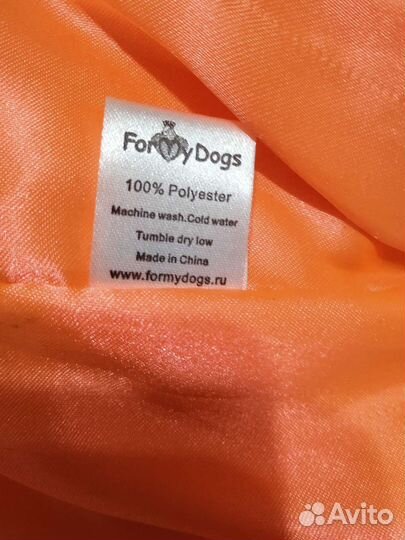 ForMyDogs
100% Polyester
Machine wash.Cold water
Tumble dry low
Made in China
www.formydogs.ru
Avito